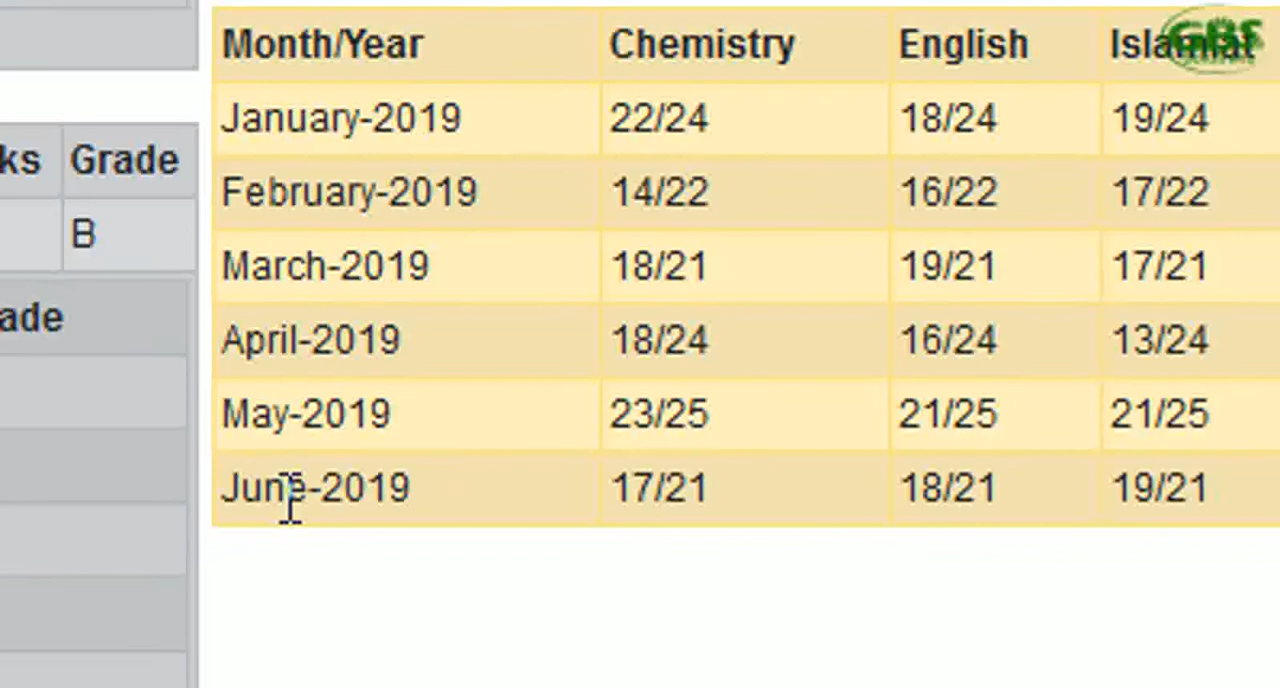 Month/Year Chemistry English Islamiat
January-2019 22/24 18/24 19/24
ks Grade
February-2019 14/22 16/22 17/22
B
March-2019 18/21 19/21 17/21
ade
April-2019 18/24 16/24 13/24
May-2019 23/25 21/25 21/25
June-2019 17/21 18/21 19/21
GBS